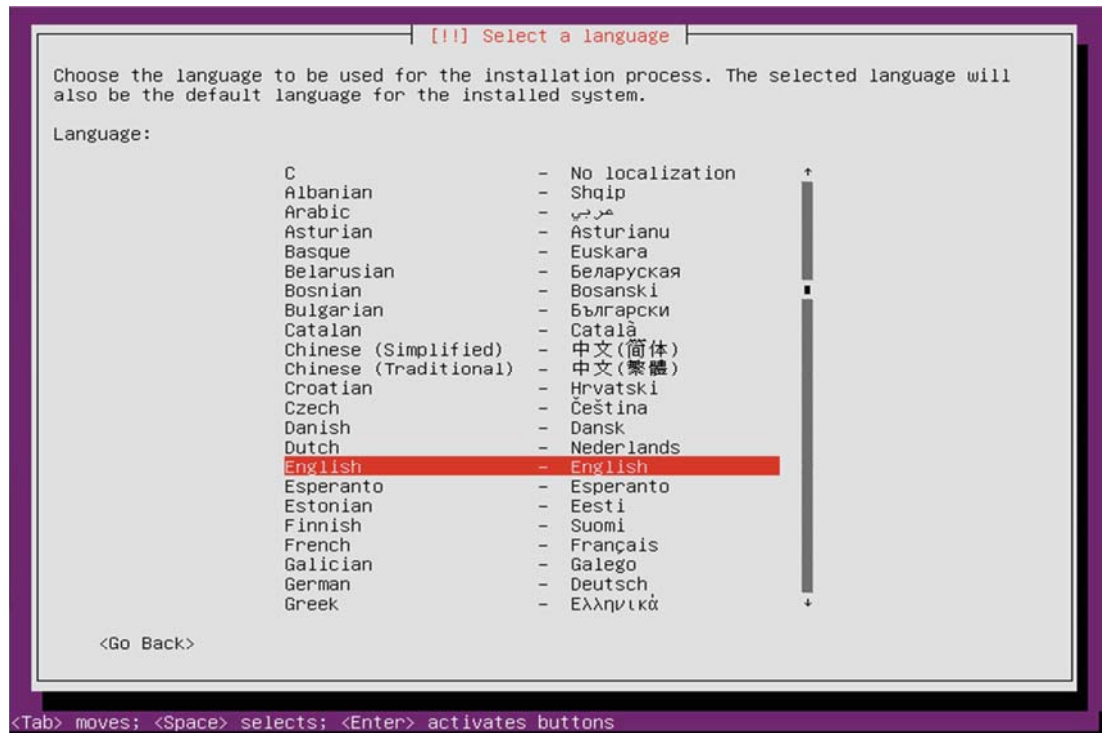 [!!] Select a language
Choose the language to be used for the installation process. The selected language will
also be the default language for the installed system.
Language:
C - No localization
Albanian - Shqip
Arabic - عربي
Asturian - Asturianu
Basque - Euskara
Belarusian - Беларуская
Bosnian - Bosanski
Bulgarian - Български
Catalan - Català
Chinese (Simplified) - 中文(简体)
Chinese (Traditional) - 中文(繁體)
Croatian - Hrvatski
Czech - Čeština
Danish - Dansk
Dutch - Nederlands
English - English
Esperanto - Esperanto
Estonian - Eesti
Finnish - Suomi
French - Français
Galician - Galego
German - Deutsch
Greek - Ελληνικά
<Go Back>
<Tab> moves; <Space> selects; <Enter> activates buttons